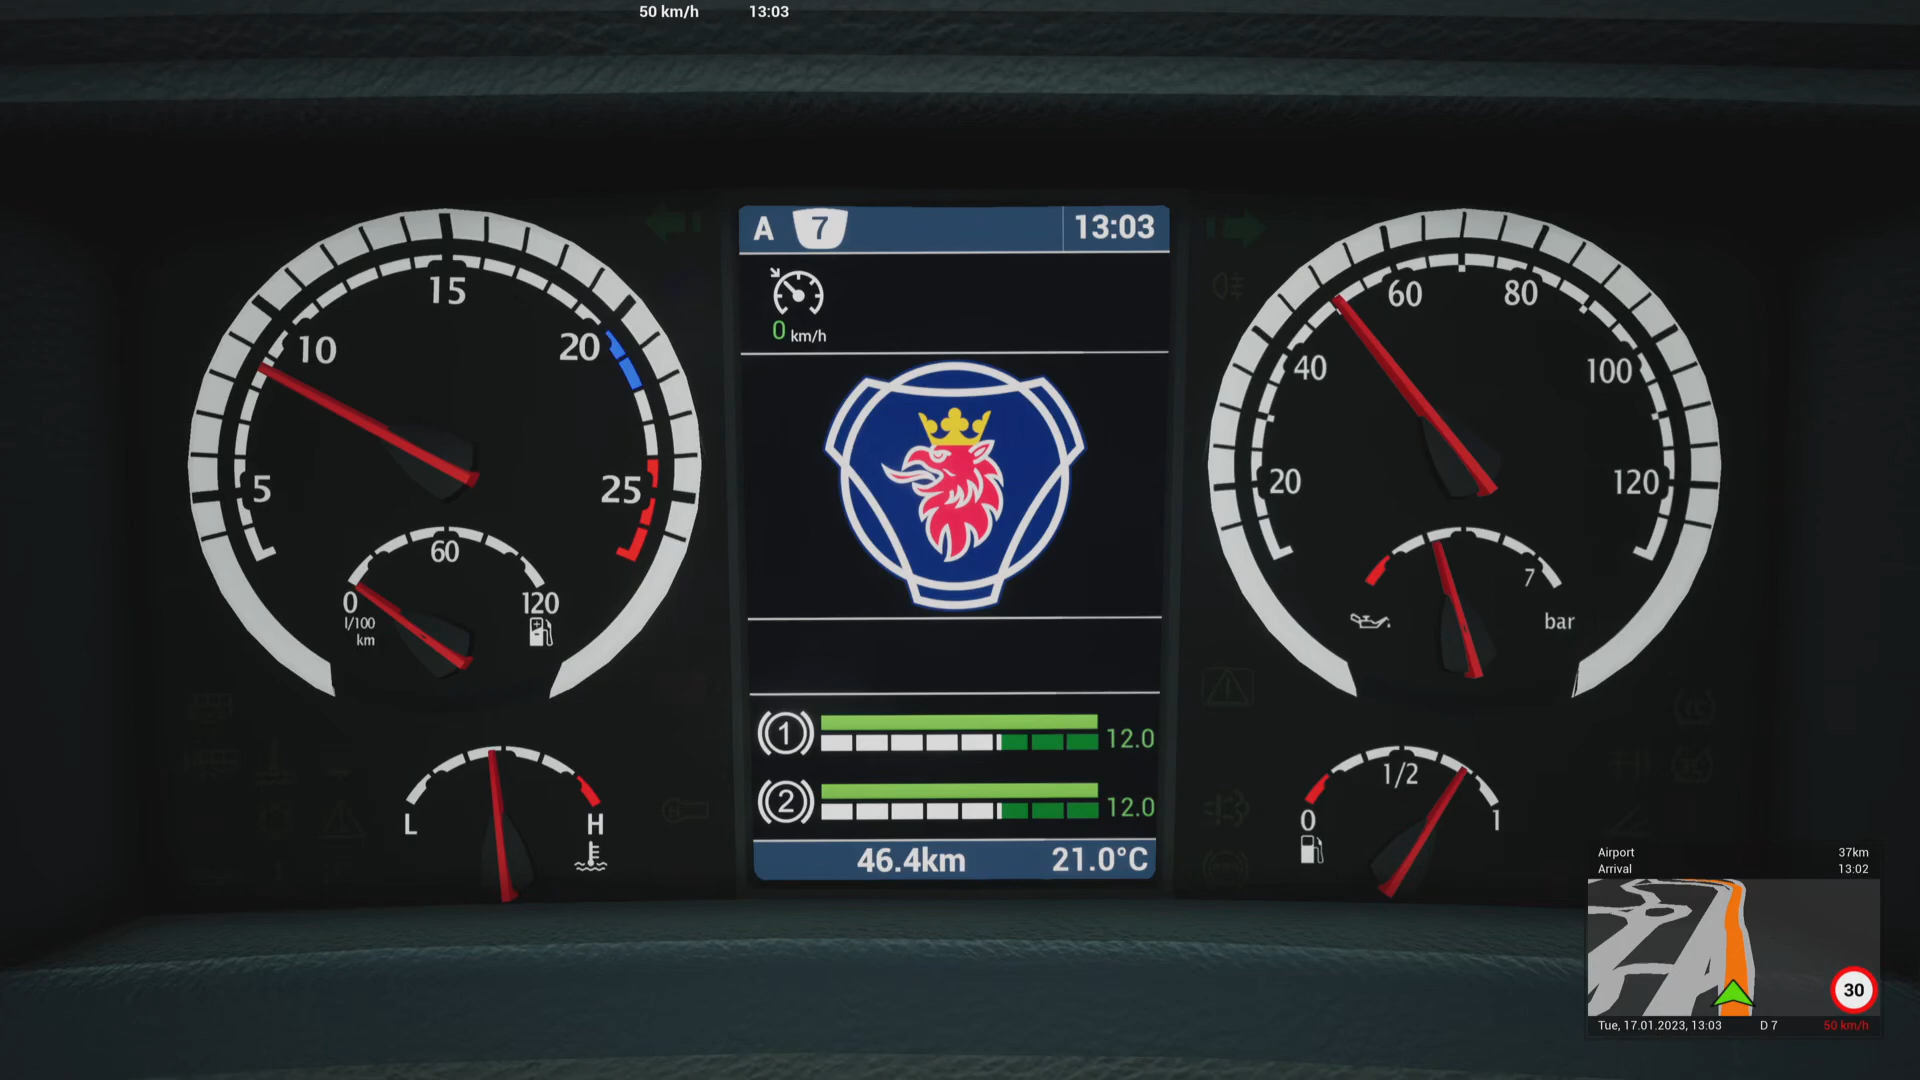 50 km/h 13:03
A 7 13:03
0 km/h
5 10 15 20 25
0 60 120
l/100
km
L H
20 40 60 80 100 120
7
bar
1 12.0
2 12.0
46.4km 21.0°C
0 1/2 1
Airport 37km
Arrival 13:02
30
Tue, 17.01.2023, 13:03 D 7 50 km/h